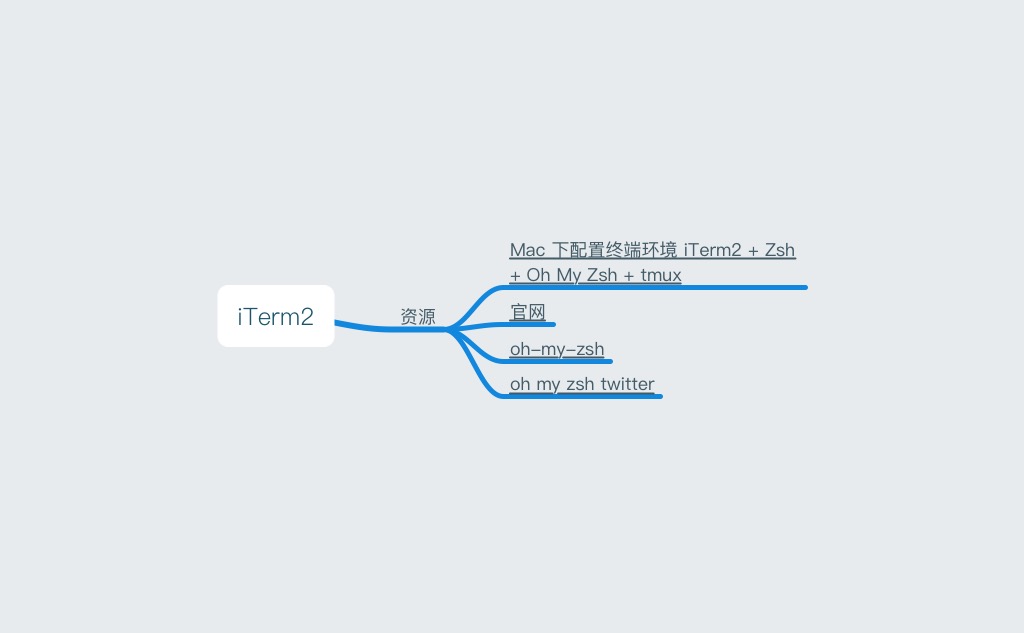 iTerm2
资源
Mac 下配置终端环境 iTerm2 + Zsh
+ Oh My Zsh + tmux
官网
oh-my-zsh
oh my zsh twitter